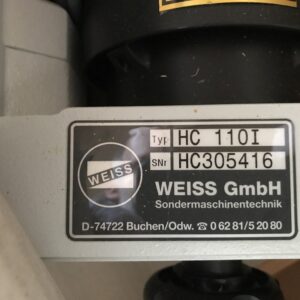 Typ HC 110I
SNr HC305416
WEISS
WEISS GmbH
Sondermaschinentechnik
D-74722 Buchen/Odw. ☎ 0 62 81/5 20 80